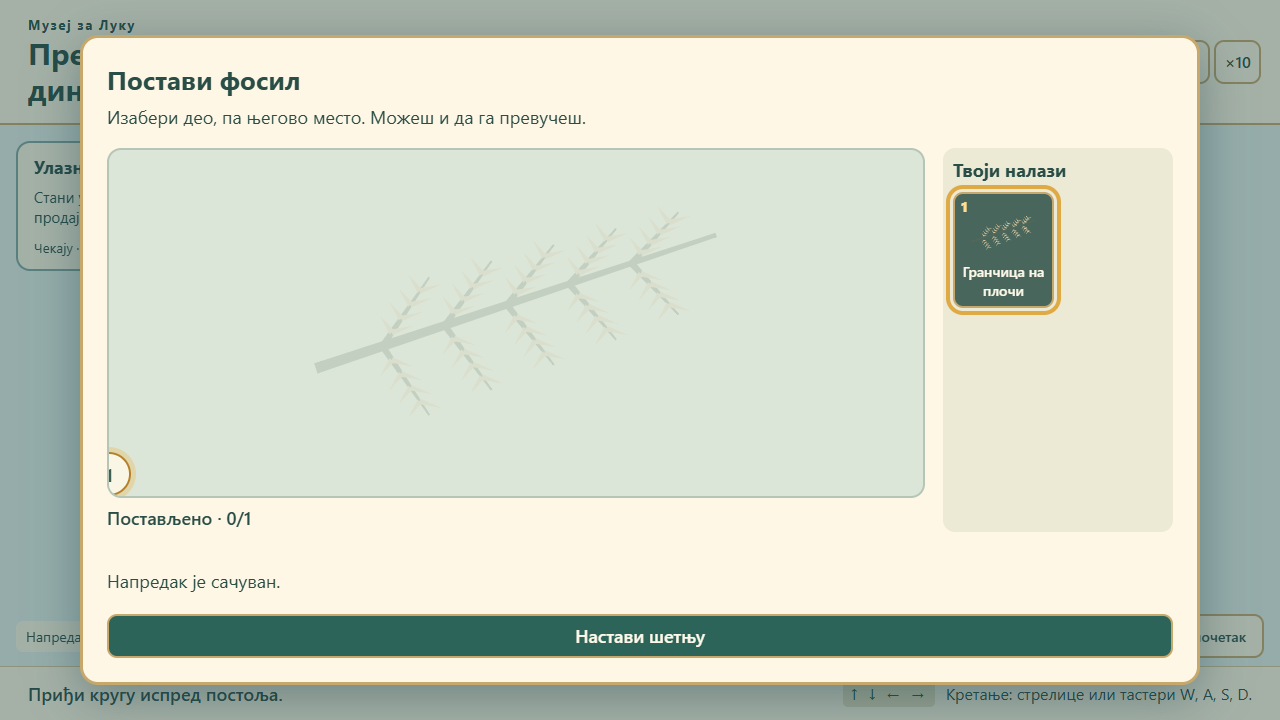 Музеј за Луку
×10
Постави фосил
Изабери део, па његово место. Можеш и да га превучеш.
Твоји налази
1
Гранчица на
плочи
Постављено · 0/1
Напредак је сачуван.
Настави шетњу
Чекају ·
Приђи кругу испред постоља.
↑ ↓ ← → Кретање: стрелице или тастери W, A, S, D.